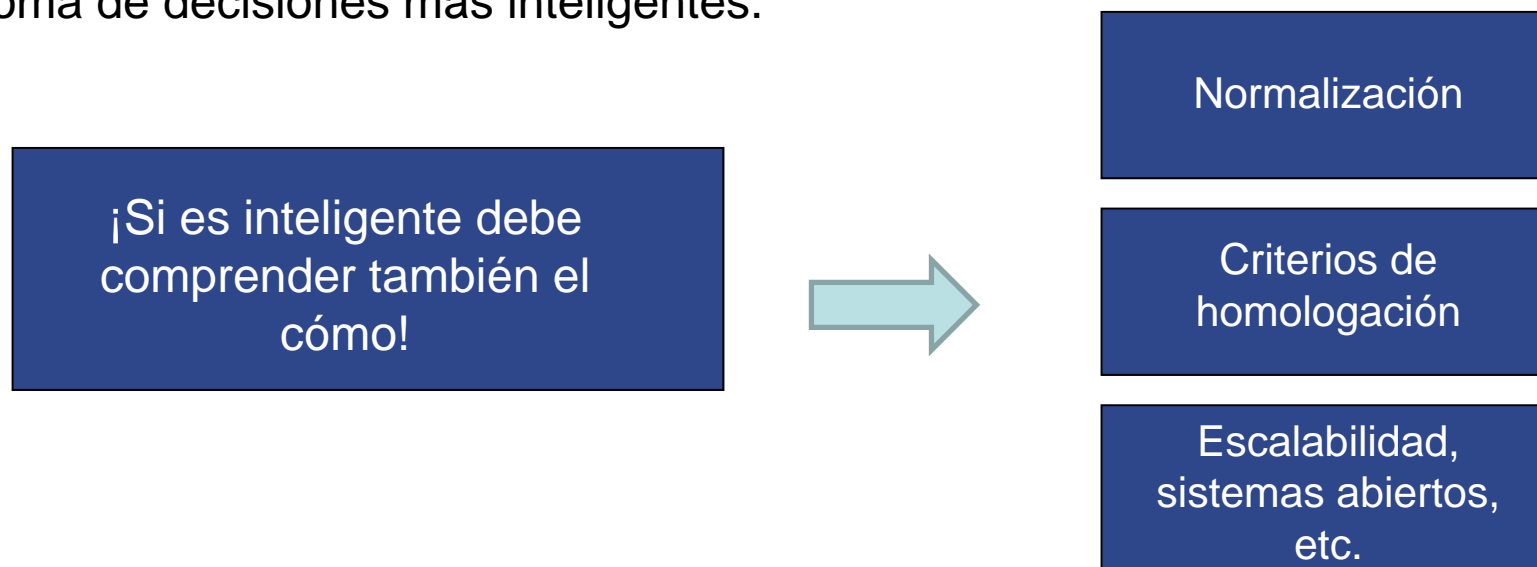 de decisiones más inteligentes.
¡Si es inteligente debe
comprender también el
cómo!
Normalización
Criterios de
homologación
Escalabilidad,
sistemas abiertos,
etc.